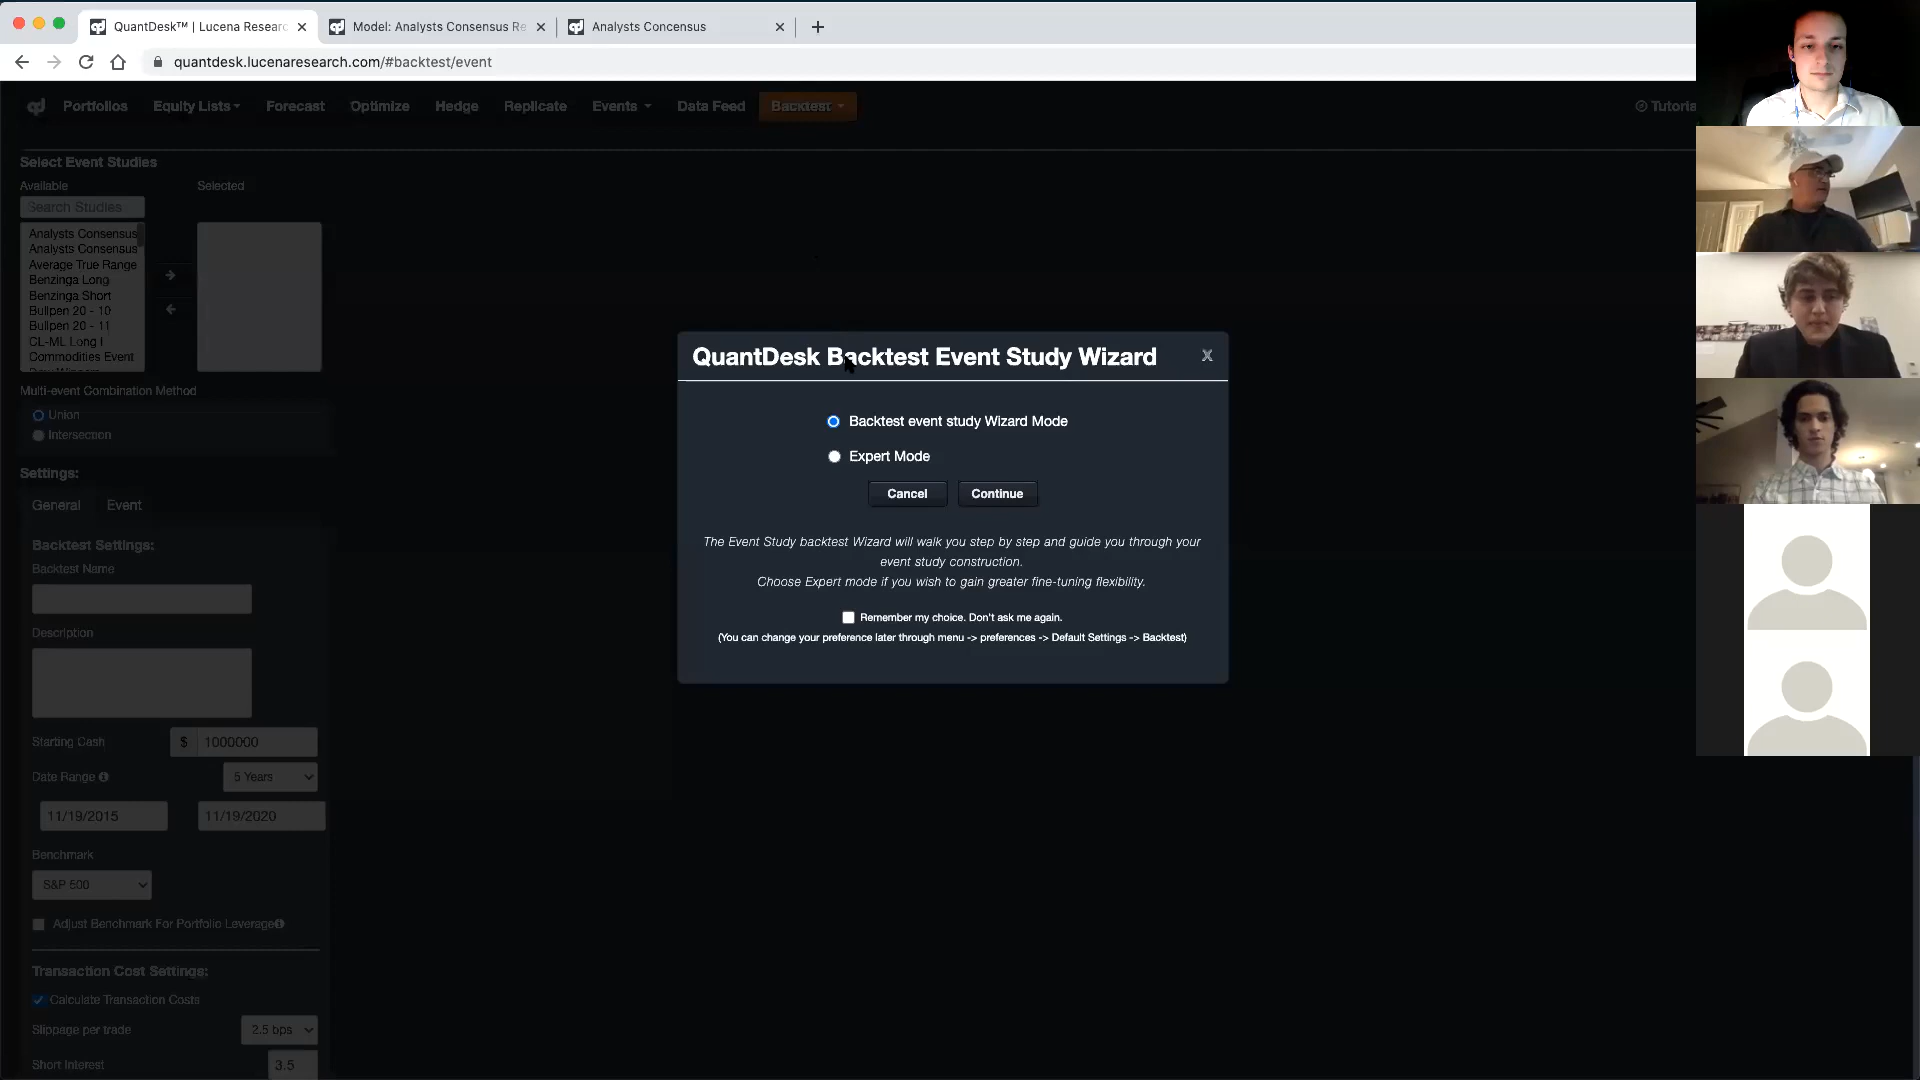 QuantDesk™ | Lucena Researc
Model: Analysts Consensus Re
Analysts Concensus
quantdesk.lucenaresearch.com/#backtest/event
Portfolios
Equity Lists
Forecast
Optimize
Hedge
Replicate
Events
Data Feed
Backtest
Tutoria
Select Event Studies
Available
Selected
Search Studies
Analysts Consensus
Analysts Consensus
Average True Range
Benzinga Long
Benzinga Short
Bullpen 20 - 10
Bullpen 20 - 11
CL-ML Long I
Commodities Event
Multi-event Combination Method
Union
Intersection
Settings:
General
Event
Backtest Settings:
Backtest Name
Description
Starting Cash
$ 1000000
Date Range
5 Years
11/19/2015
11/19/2020
Benchmark
S&P 500
Adjust Benchmark For Portfolio Leverage
Transaction Cost Settings:
Calculate Transaction Costs
Slippage per trade
2.5 bps
Short Interest
3.5
QuantDesk Backtest Event Study Wizard
X
Backtest event study Wizard Mode
Expert Mode
Cancel
Continue
The Event Study backtest Wizard will walk you step by step and guide you through your
event study construction.
Choose Expert mode if you wish to gain greater fine-tuning flexibility.
Remember my choice. Don't ask me again.
(You can change your preference later through menu -> preferences -> Default Settings -> Backtest)